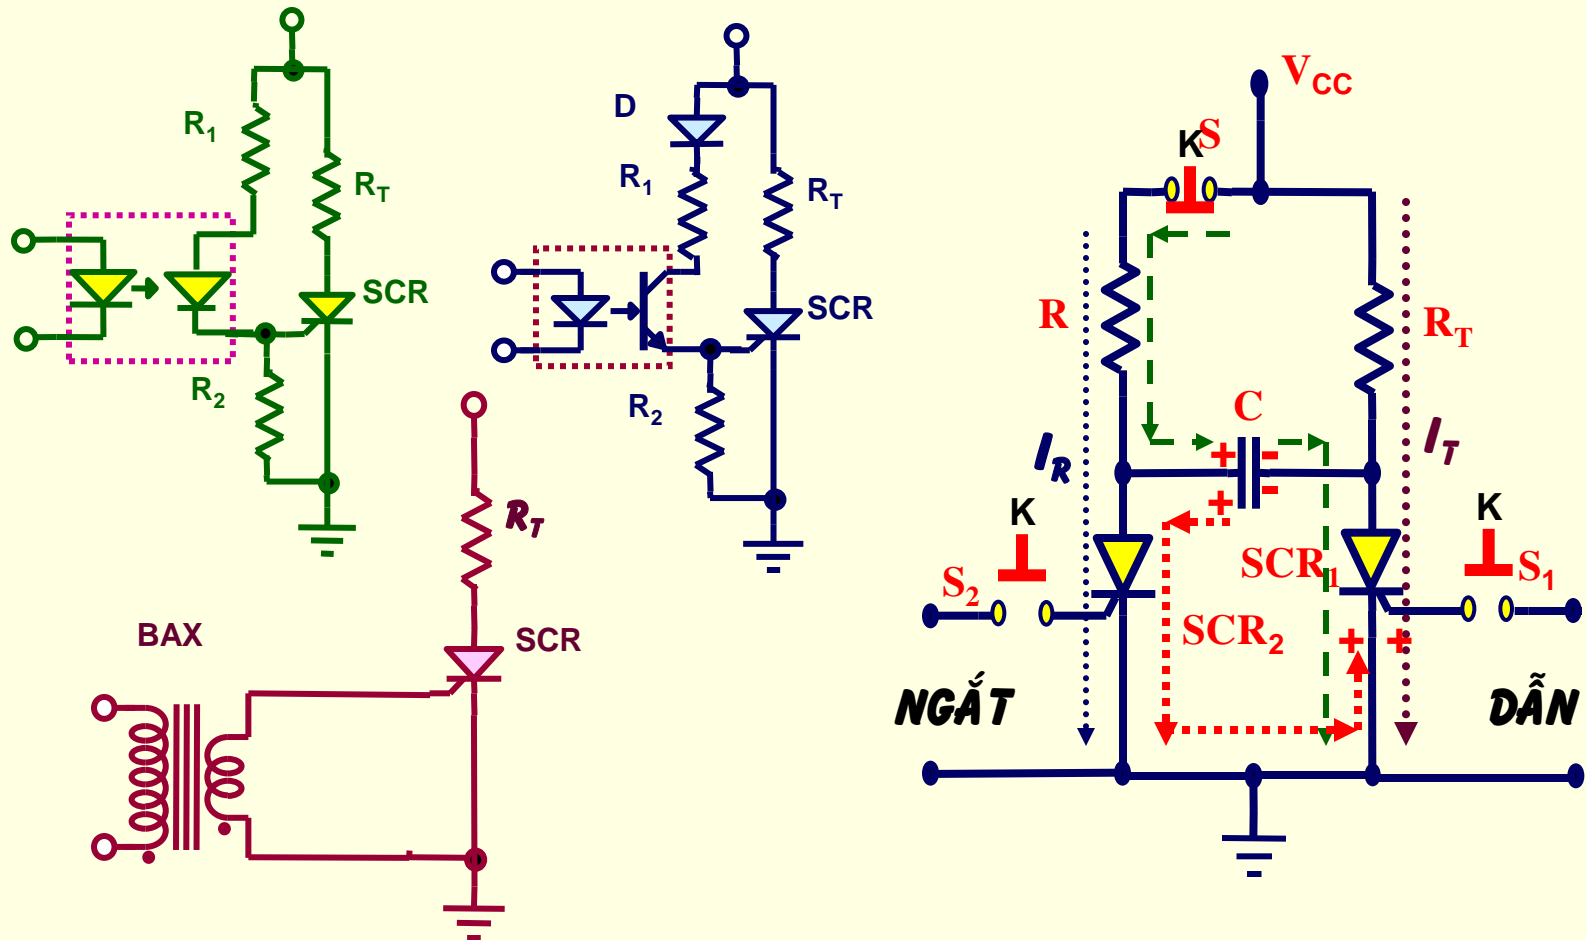 R1
RT
SCR
R2
D
R1
RT
SCR
R2
RT
BAX
SCR
VCC
KS
R
RT
C
+ -
+ -
IR
IT
K
K
S2
SCR1
S1
SCR2
+ +
NGẮT
DẪN